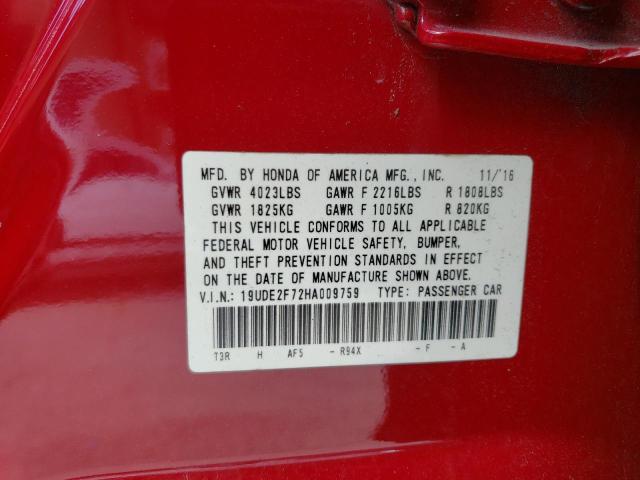 MFD. BY HONDA OF AMERICA MFG., INC. 11/'16
GVWR 4023LBS GAWR F 2216LBS R 1808LBS
GVWR 1825KG GAWR F 1005KG R 820KG
THIS VEHICLE CONFORMS TO ALL APPLICABLE
FEDERAL MOTOR VEHICLE SAFETY, BUMPER,
AND THEFT PREVENTION STANDARDS IN EFFECT
ON THE DATE OF MANUFACTURE SHOWN ABOVE.
V.I.N.: 19UDE2F72HA009759 TYPE: PASSENGER CAR
T3R H AF5 - R94X - F - A